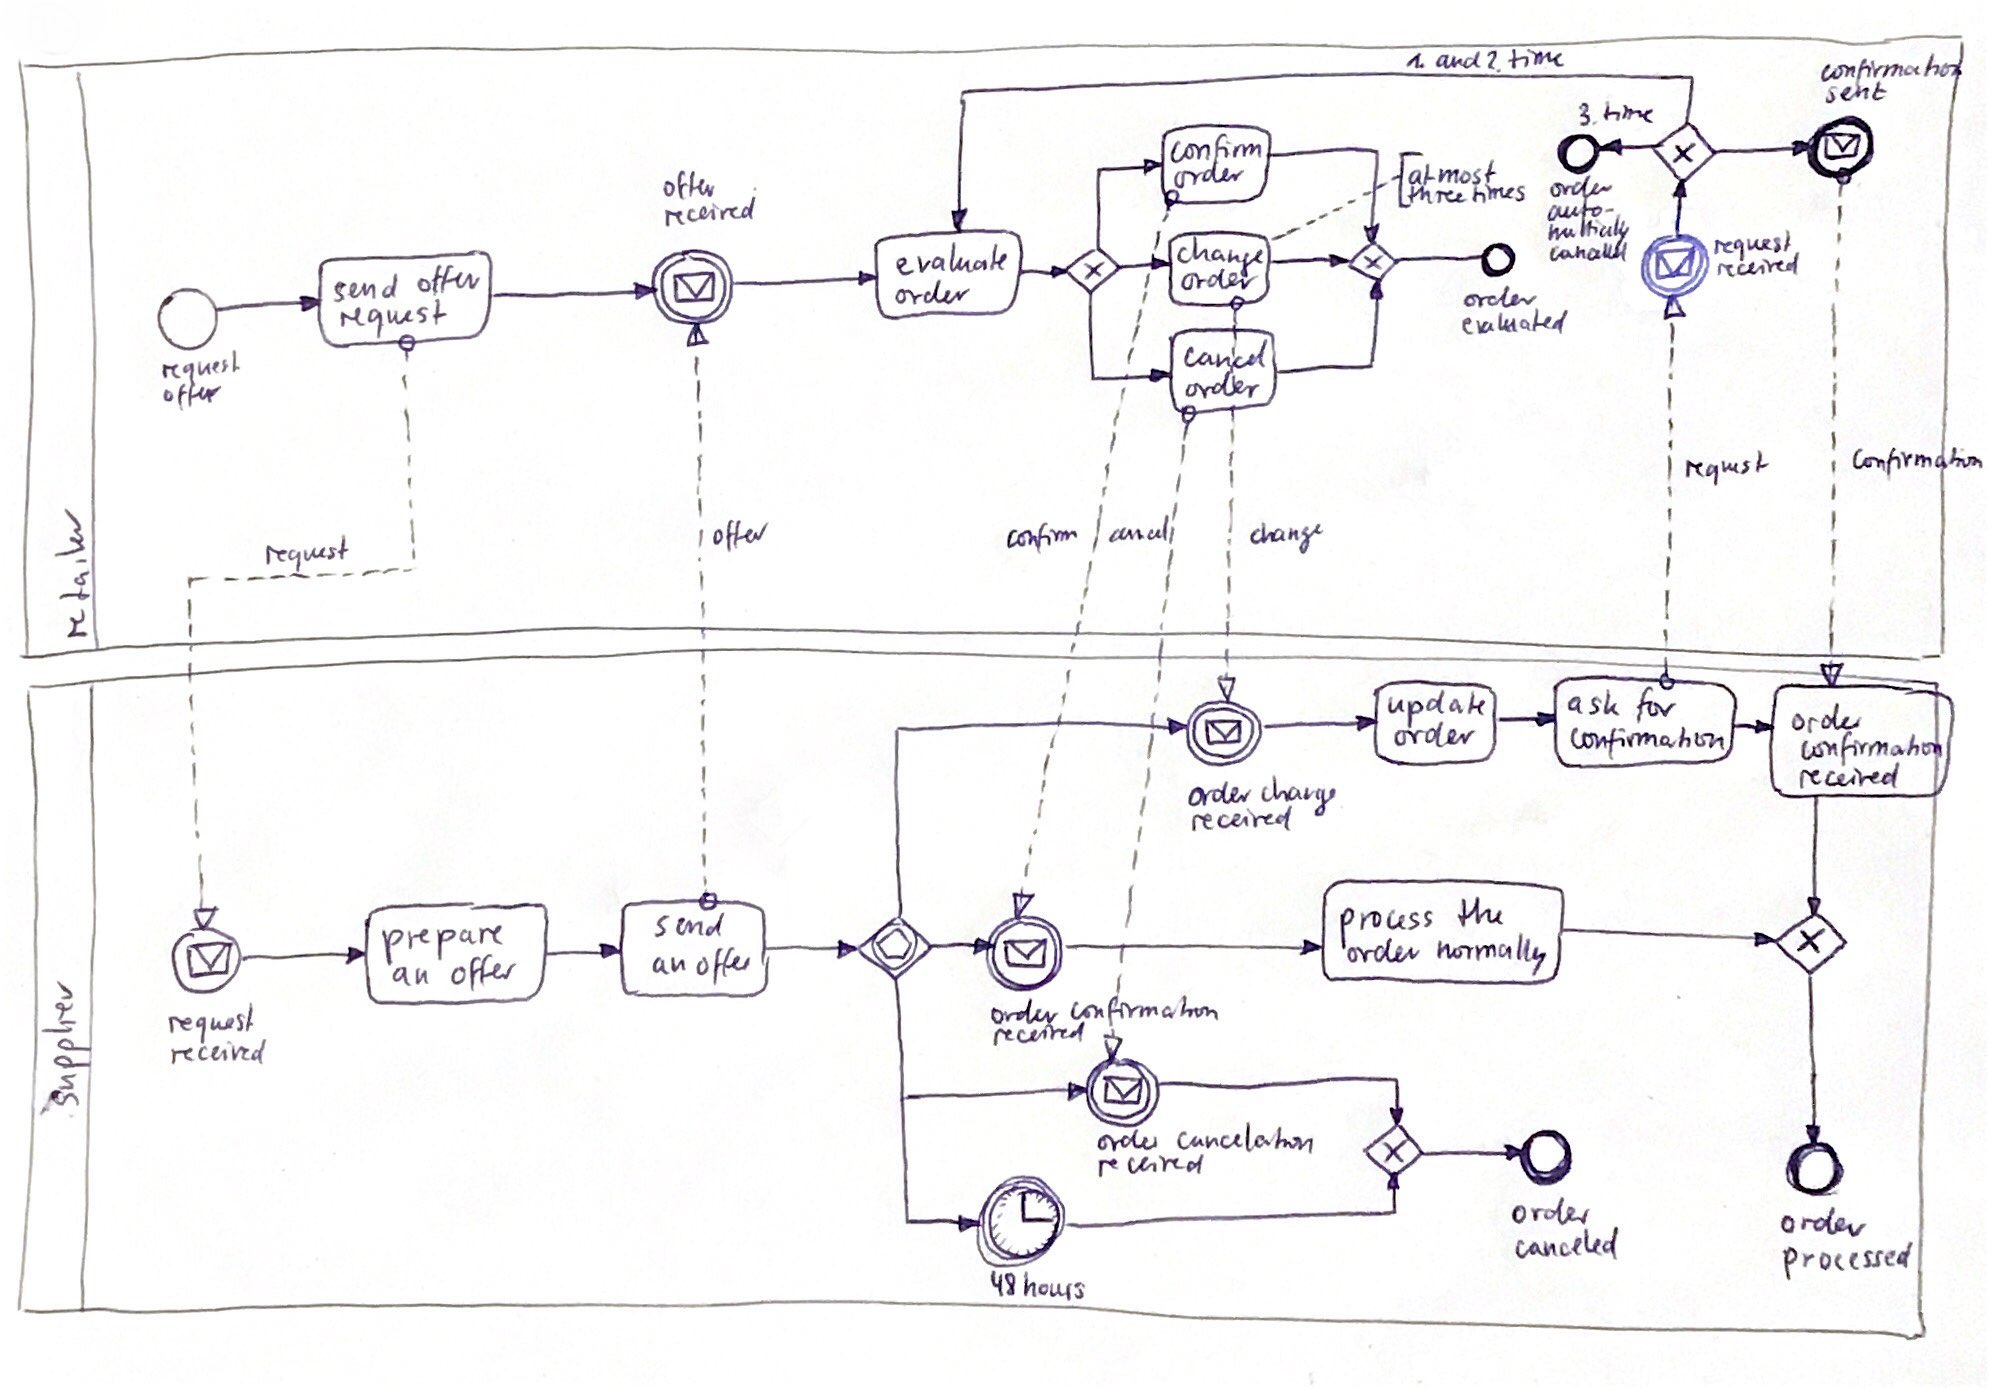 1. and 2. time
confirmation
sent
3. time
confirm
order
at most
three times
offer
received
order
auto-
canceled
request
received
send offer
request
evaluate
order
change
order
order
evaluated
request
offer
cancel
order
request
confirmation
request
offer
confirm
cancel
change
retailer
update
order
ask for
confirmation
order
confirmation
received
order change
received
prepare
an offer
send
an offer
process the
order normally
request
received
order confirmation
received
supplier
order cancelation
received
order
canceled
order
processed
48 hours